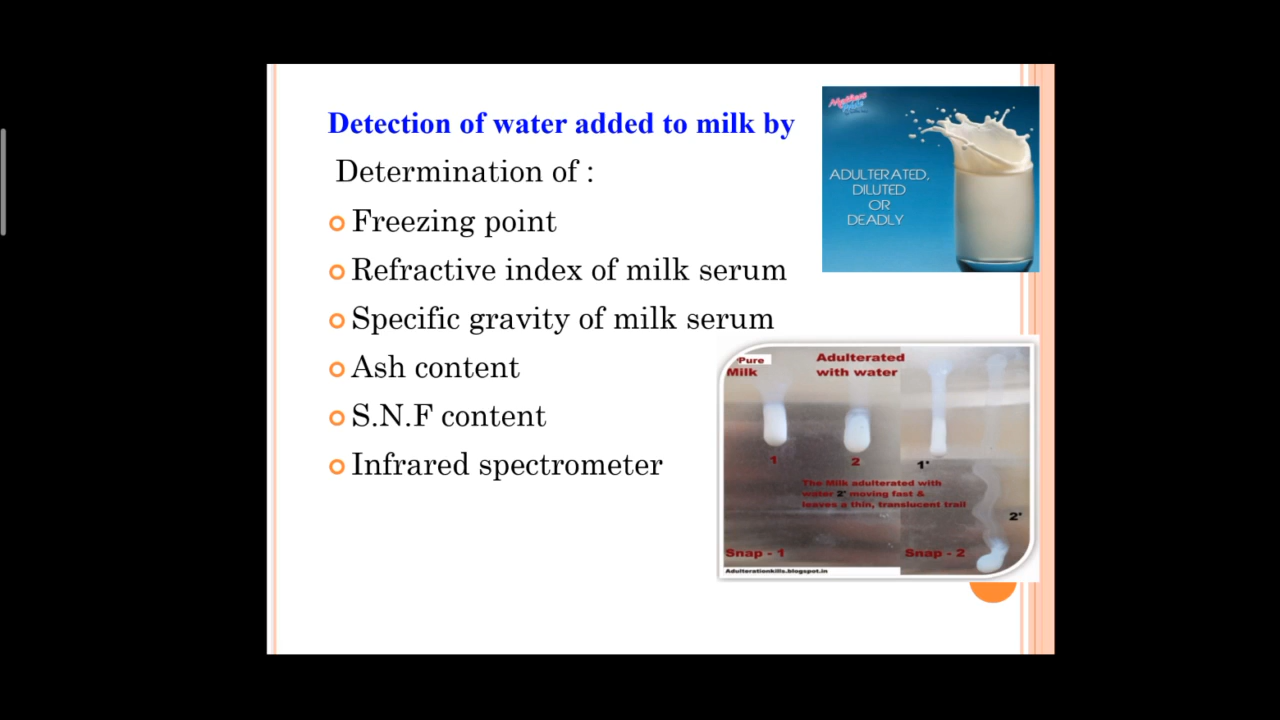 Detection of water added to milk by
Determination of :
Freezing point
Refractive index of milk serum
Specific gravity of milk serum
Ash content
S.N.F content
Infrared spectrometer
ADULTERATED,
DILUTED
OR
DEADLY
Pure
Milk
Adulterated
with water
1
2
1'
The Milk adulterated with
water 2' moving fast &
leaves a thin, translucent trail
2'
Snap - 1
Snap - 2
Adulterationkills.blogspot.in